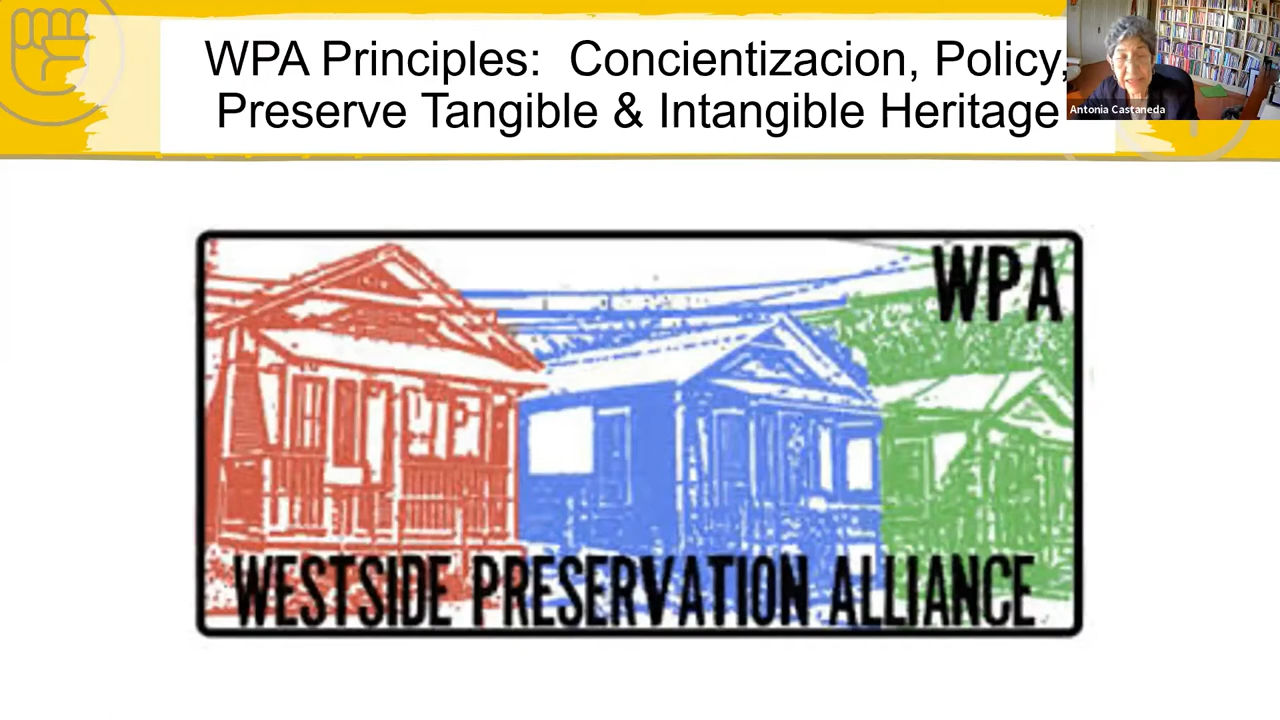 WPA Principles:  Concientizacion, Policy,
Preserve Tangible & Intangible Heritage
Antonia Castaneda
WPA
WESTSIDE PRESERVATION ALLIANCE